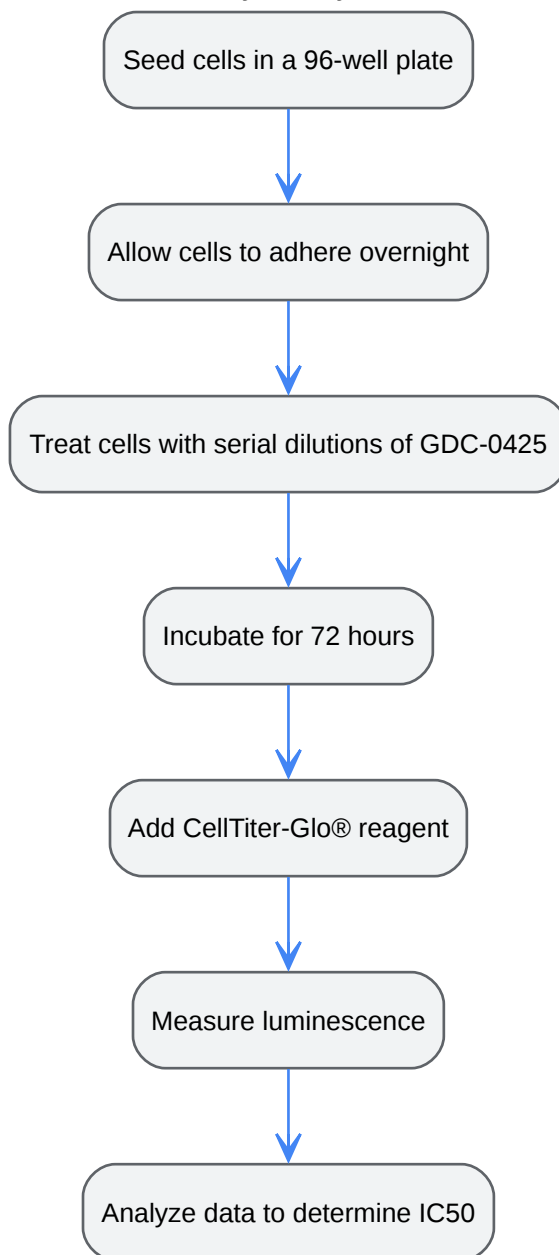 Seed cells in a 96-well plate
Allow cells to adhere overnight
Treat cells with serial dilutions of GDC-0425
Incubate for 72 hours
Add CellTiter-Glo® reagent
Measure luminescence
Analyze data to determine IC50